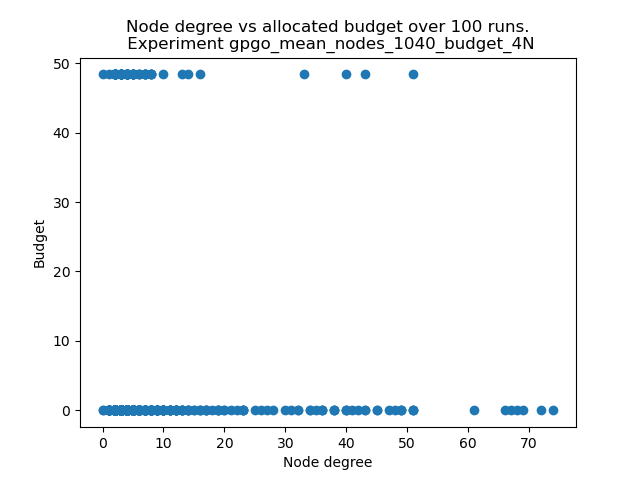 Node degree vs allocated budget over 100 runs.
Experiment gpgo_mean_nodes_1040_budget_4N
50
40
30
20
10
0
Budget
0 10 20 30 40 50 60 70
Node degree